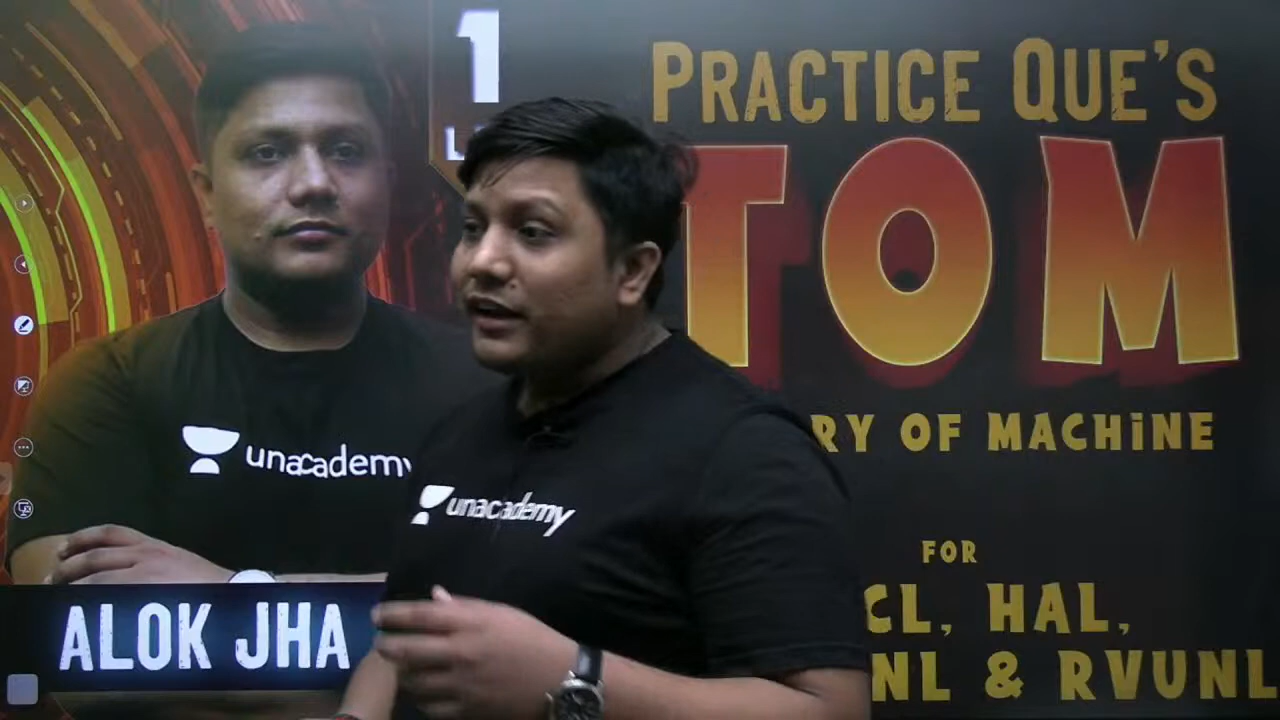 1
PRACTICE QUE'S
TOM
RY OF MACHINE
unacademy
unacademy
FOR
CL, HAL,
NL & RVUNL
ALOK JHA